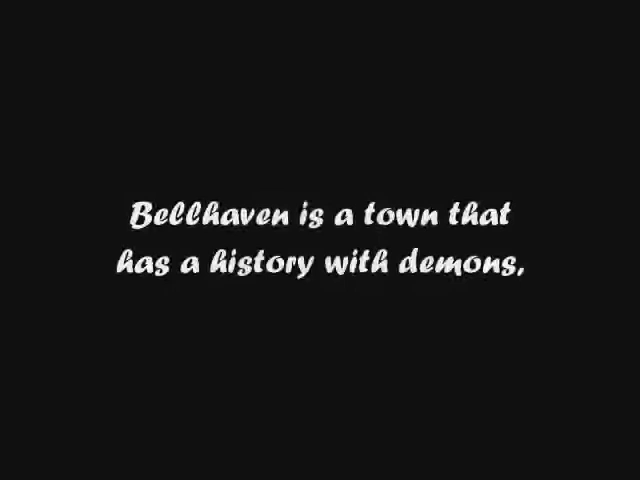 Bellhaven is a town that
has a history with demons,